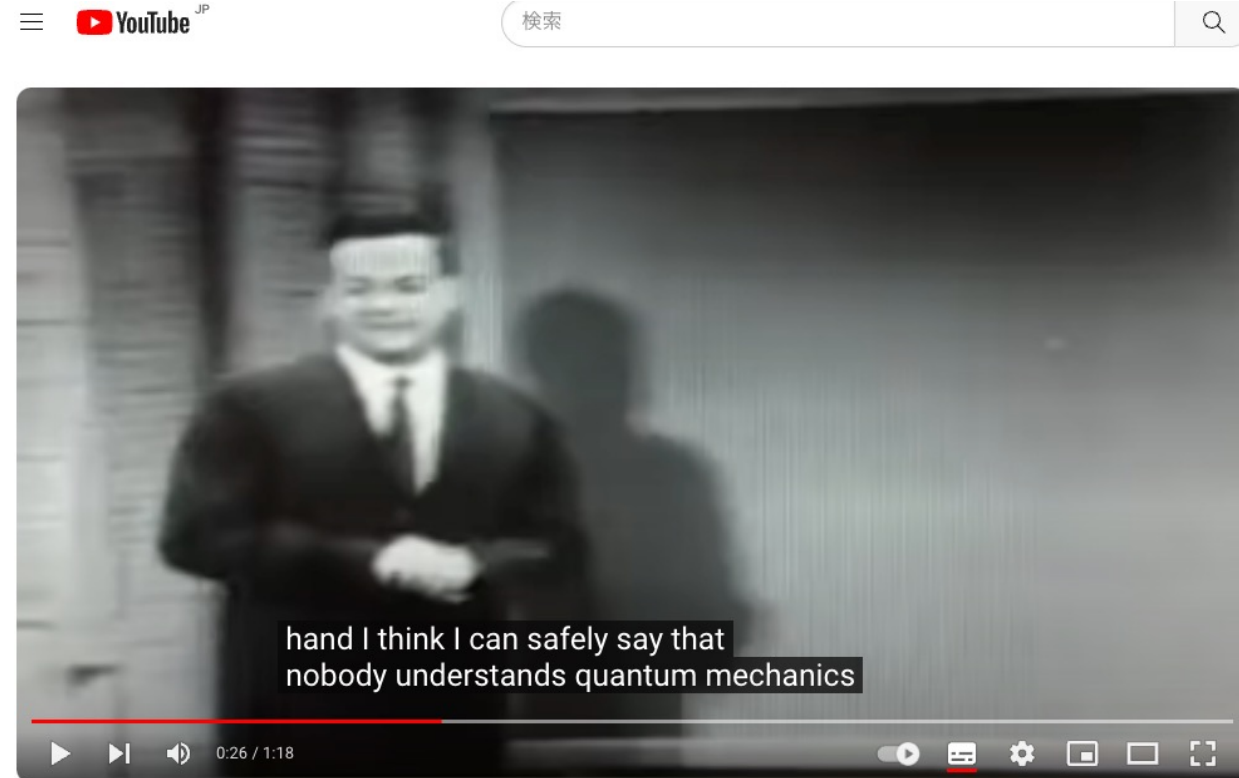 YouTube JP
検索
hand I think I can safely say that
nobody understands quantum mechanics
0:26 / 1:18